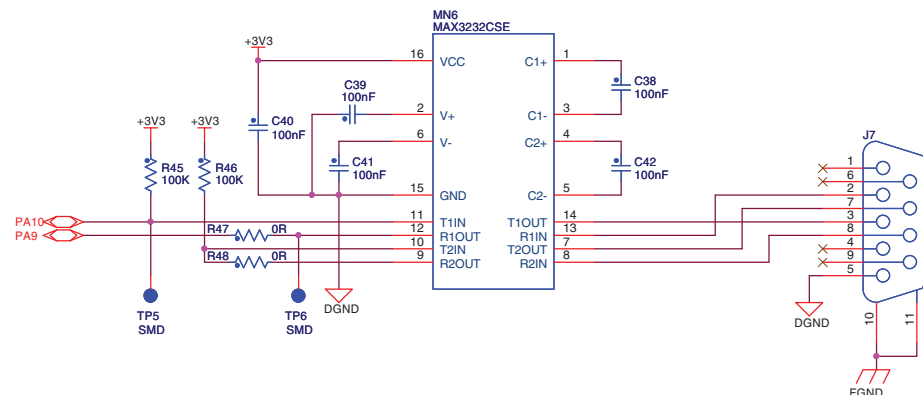 MN6
MAX3232CSE
+3V3
16 VCC C1+ 1
C39
100nF
C38
100nF
2 V+ C1- 3
C40
100nF
6 V- C2+ 4
+3V3 +3V3
R45
100K
R46
100K
C41
100nF
C42
100nF
15 GND C2- 5
PA10 11 T1IN T1OUT 14
PA9 R47 0R 12 R1OUT R1IN 13
10 T2IN T2OUT 7
R48 0R 9 R2OUT R2IN 8
J7
1
6
2
7
3
8
4
9
5
TP5
SMD
TP6
SMD
DGND
DGND
10
11
FGND